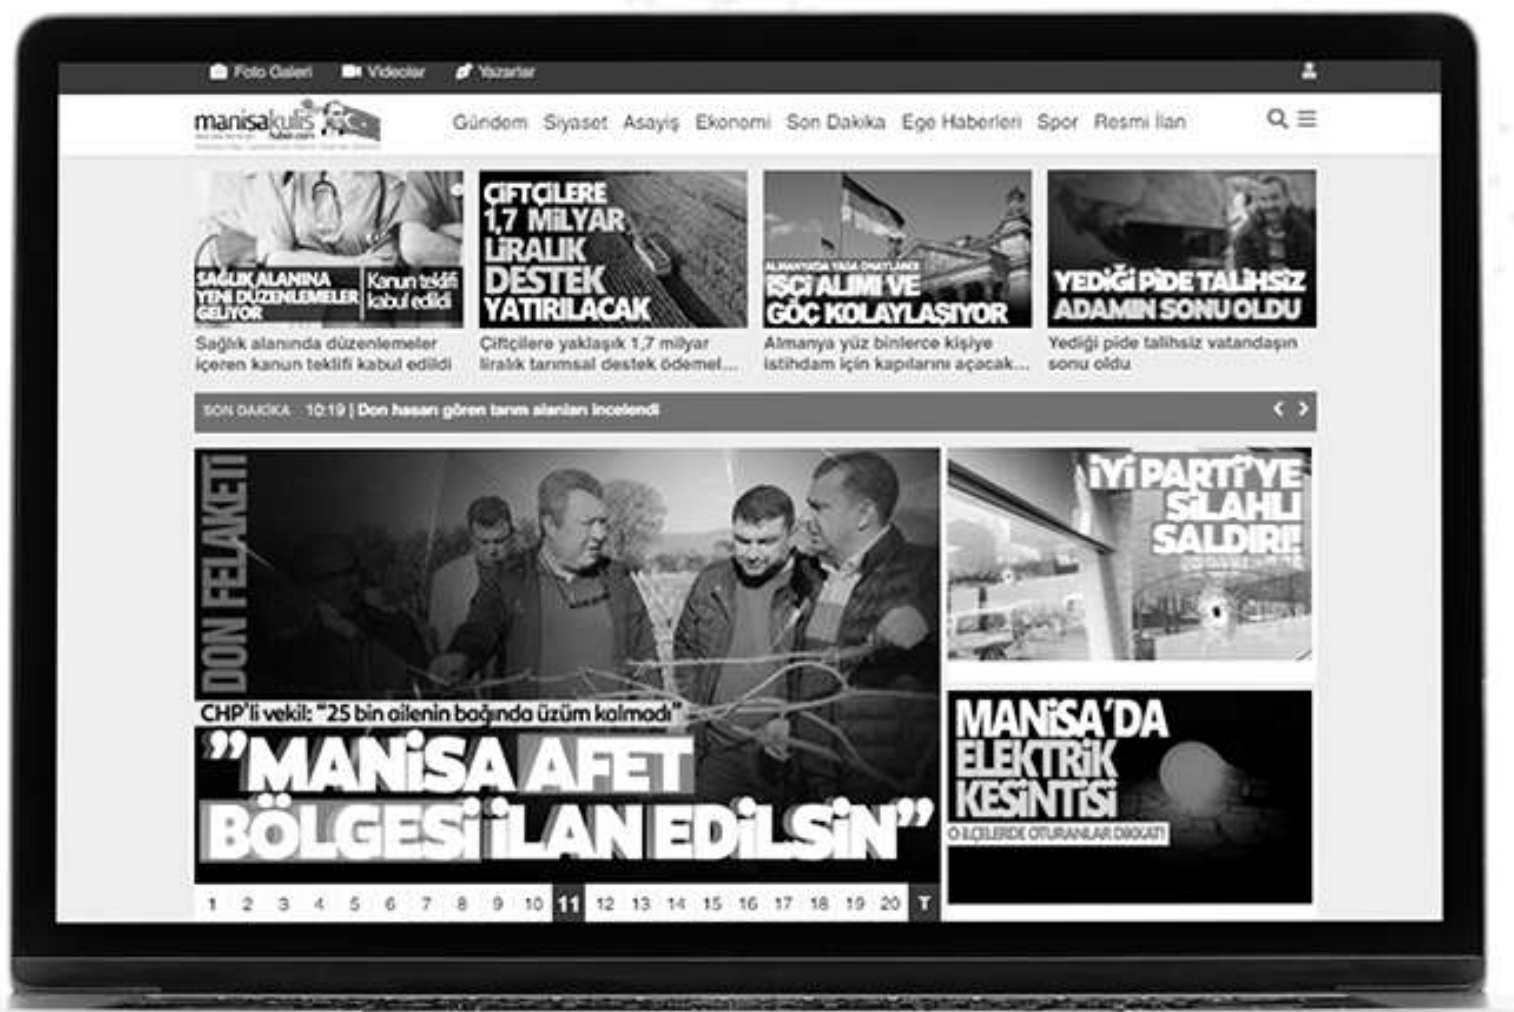 Foto Galeri Videolar Yazarlar
manisakulis
haber.com
Gündem Siyaset Asayiş Ekonomi Son Dakika Ege Haberleri Spor Resmi İlan
SAĞLIK ALANINA
YENİ DÜZENLEMELER
GELİYOR
Kanun teklifi
kabul edildi
Sağlık alanında düzenlemeler
içeren kanun teklifi kabul edildi
ÇİFTÇİLERE
1,7 MİLYAR
LİRALIK
DESTEK
YATIRILACAK
Çiftçilere yaklaşık 1,7 milyar
liralık tarımsal destek ödemel...
ALMANYA'DA YASA ONAYLANDI
İŞÇİ ALIMI VE
GÖÇ KOLAYLAŞIYOR
Almanya yüz binlerce kişiye
istihdam için kapılarını açacak...
YEDİĞİ PİDE TALİHSİZ
ADAMIN SONU OLDU
Yediği pide talihsiz vatandaşın
sonu oldu
SON DAKİKA 10:19 | Don hasarı gören tarım alanları incelendi
DON FELAKETİ
CHP'li vekil: "25 bin ailenin bağında üzüm kalmadı"
"MANİSA AFET
BÖLGESİ İLAN EDİLSİN"
1 2 3 4 5 6 7 8 9 10 11 12 13 14 15 16 17 18 19 20 T
İYİ PARTİ'YE
SİLAHLI
SALDIRI!
MANİSA'DA
ELEKTRİK
KESİNTİSİ
O İLÇELERDE OTURANLAR DİKKAT!